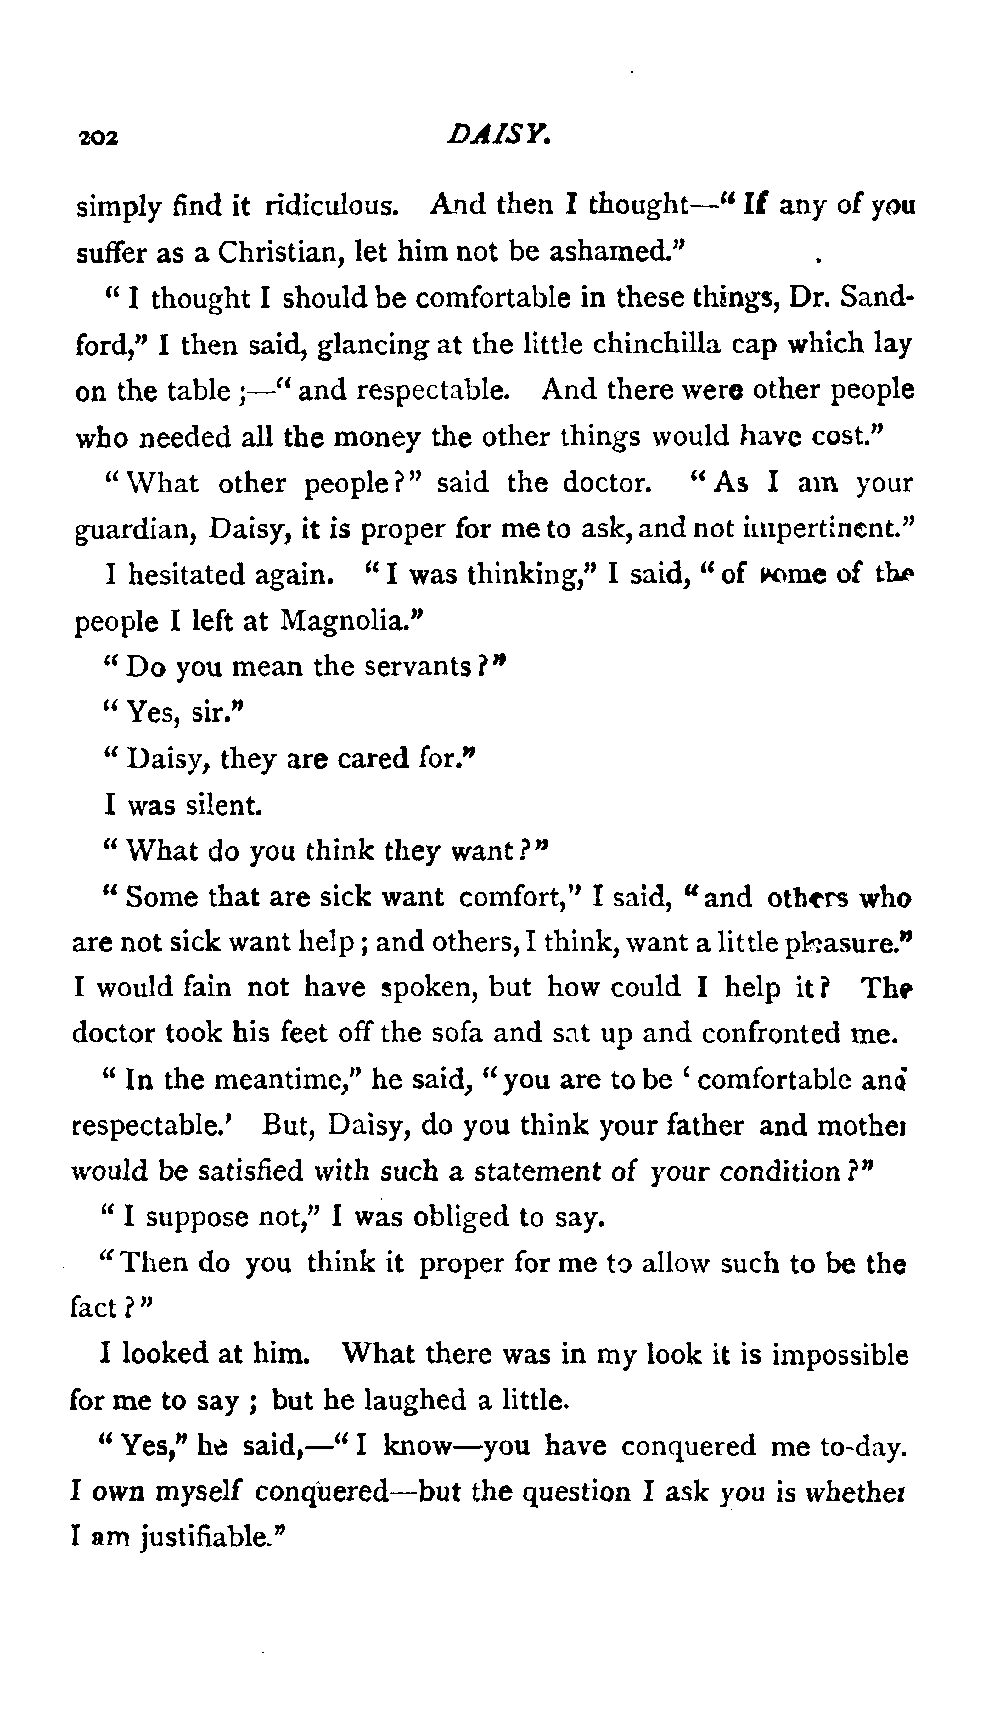 202 DAISY.
simply find it ridiculous. And then I thought—“If any of you
suffer as a Christian, let him not be ashamed.”
“I thought I should be comfortable in these things, Dr. Sand-
ford,” I then said, glancing at the little chinchilla cap which lay
on the table;—“and respectable. And there were other people
who needed all the money the other things would have cost.”
“What other people?” said the doctor. “As I am your
guardian, Daisy, it is proper for me to ask, and not impertinent.”
I hesitated again. “I was thinking,” I said, “of some of the
people I left at Magnolia.”
“Do you mean the servants?”
“Yes, sir.”
“Daisy, they are cared for.”
I was silent.
“What do you think they want?”
“Some that are sick want comfort,” I said, “and others who
are not sick want help; and others, I think, want a little pleasure.”
I would fain not have spoken, but how could I help it? The
doctor took his feet off the sofa and sat up and confronted me.
“In the meantime,” he said, “you are to be ‘comfortable and
respectable.’ But, Daisy, do you think your father and mother
would be satisfied with such a statement of your condition?”
“I suppose not,” I was obliged to say.
“Then do you think it proper for me to allow such to be the
fact?”
I looked at him. What there was in my look it is impossible
for me to say; but he laughed a little.
“Yes,” he said,—“I know—you have conquered me to-day.
I own myself conquered—but the question I ask you is whether
I am justifiable.”